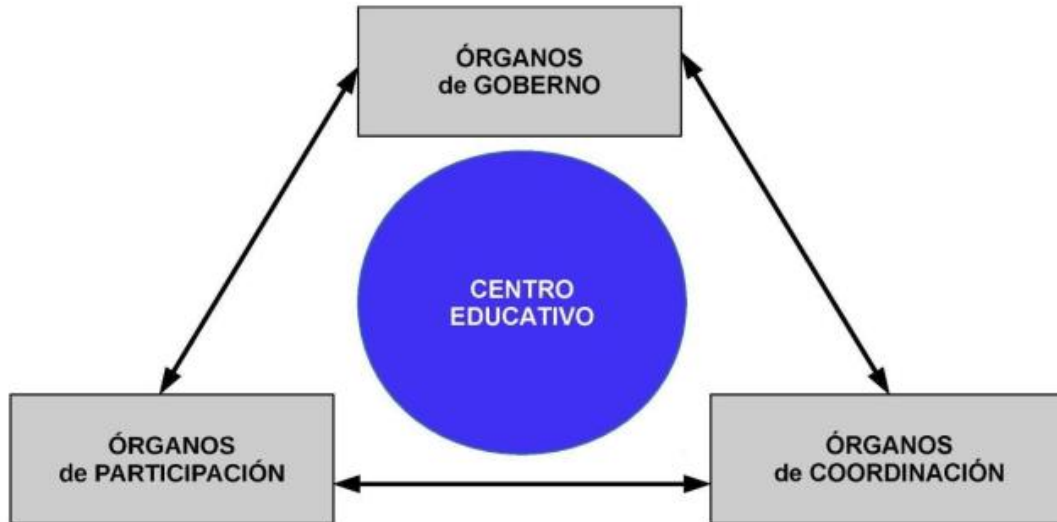 ÓRGANOS
de GOBIERNO
CENTRO
EDUCATIVO
ÓRGANOS
de PARTICIPACIÓN
ÓRGANOS
de COORDINACIÓN